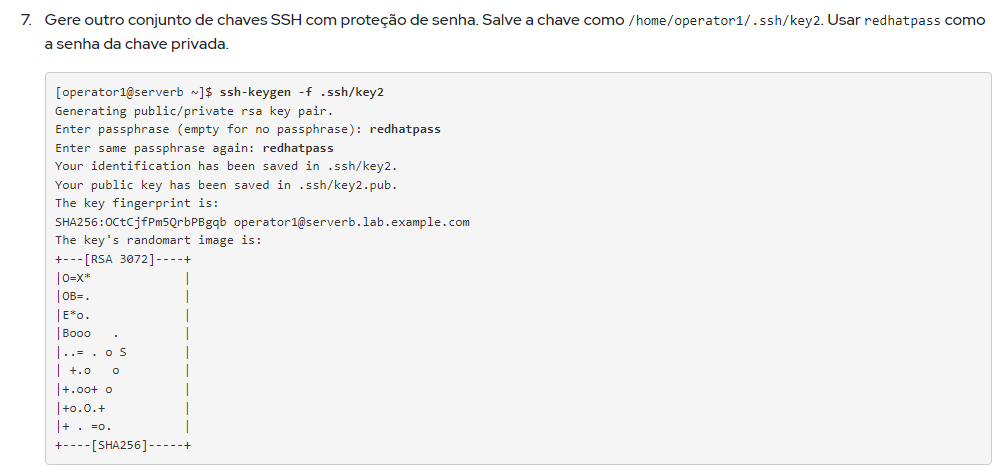 7. Gere outro conjunto de chaves SSH com proteção de senha. Salve a chave como /home/operator1/.ssh/key2. Usar redhatpass como
a senha da chave privada.
[operator1@serverb ~]$ ssh-keygen -f .ssh/key2
Generating public/private rsa key pair.
Enter passphrase (empty for no passphrase): redhatpass
Enter same passphrase again: redhatpass
Your identification has been saved in .ssh/key2.
Your public key has been saved in .ssh/key2.pub.
The key fingerprint is:
SHA256:OCtCjfPm5QrbPBgqb operator1@serverb.lab.example.com
The key's randomart image is:
+---[RSA 3072]----+
|O=X*             |
|OB=.             |
|E*o.             |
|Booo   .         |
|..= . o S        |
| +.o   o         |
|+.oo+ o          |
|+o.O.+           |
|+ . =o.          |
+----[SHA256]-----+